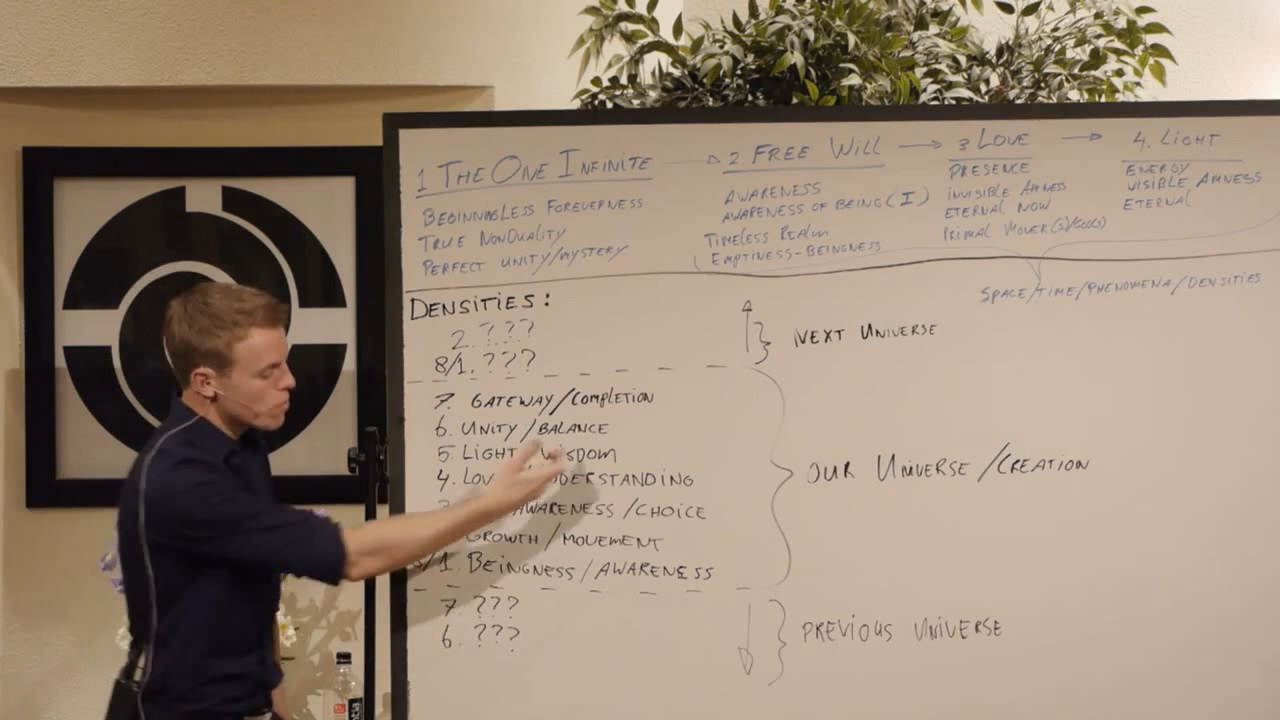 1 THE ONE INFINITE
BEGINNINGLESS FOREVERNESS
TRUE NONDUALITY
PERFECT UNITY/MYSTERY
2. FREE WILL
AWARENESS
AWARENESS OF BEING (I)
TIMELESS REALM
EMPTINESS-BEINGNESS
3 LOVE
PRESENCE
INVISIBLE AMNESS
ETERNAL NOW
PRIMAL MOVER(S)/
4. LIGHT
ENERGY
VISIBLE AMNESS
ETERNAL
SPACE/TIME/PHENOMENA/DENSITIES
DENSITIES:
2. ???
8/1. ???
NEXT UNIVERSE
7. GATEWAY/COMPLETION
6. UNITY/BALANCE
5. LIGHT WISDOM
4. UNDERSTANDING
AWARENESS/CHOICE
GROWTH/MOVEMENT
/1. BEINGNESS/AWARENESS
OUR UNIVERSE/CREATION
7. ???
6. ???
PREVIOUS UNIVERSE